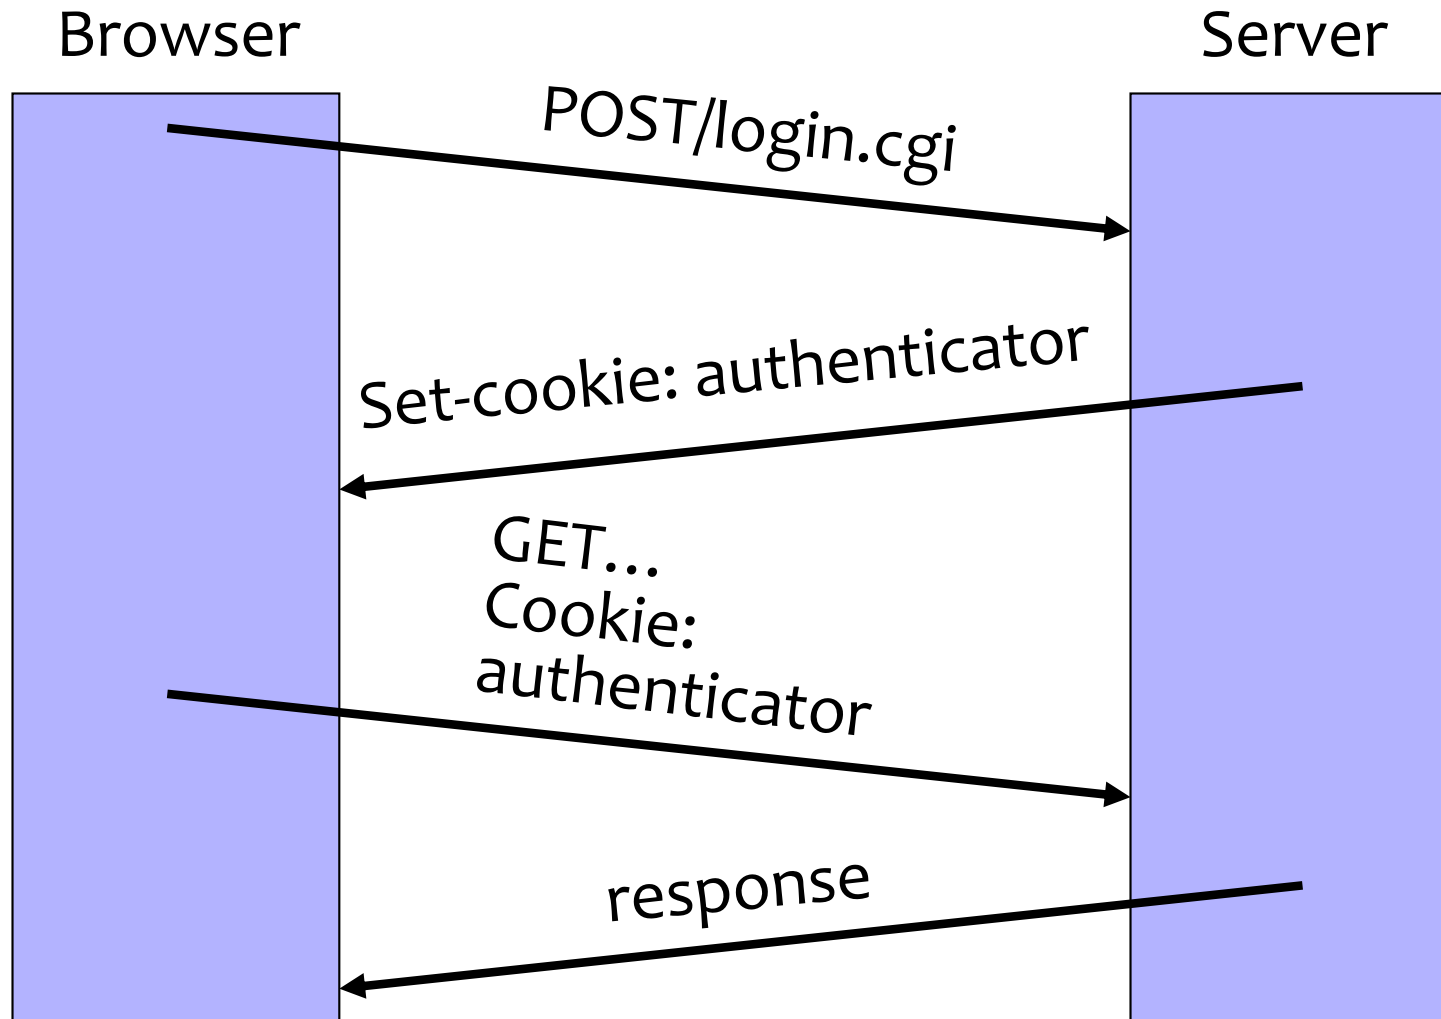 Browser
Server
POST/login.cgi
Set-cookie: authenticator
GET...
Cookie:
authenticator
response